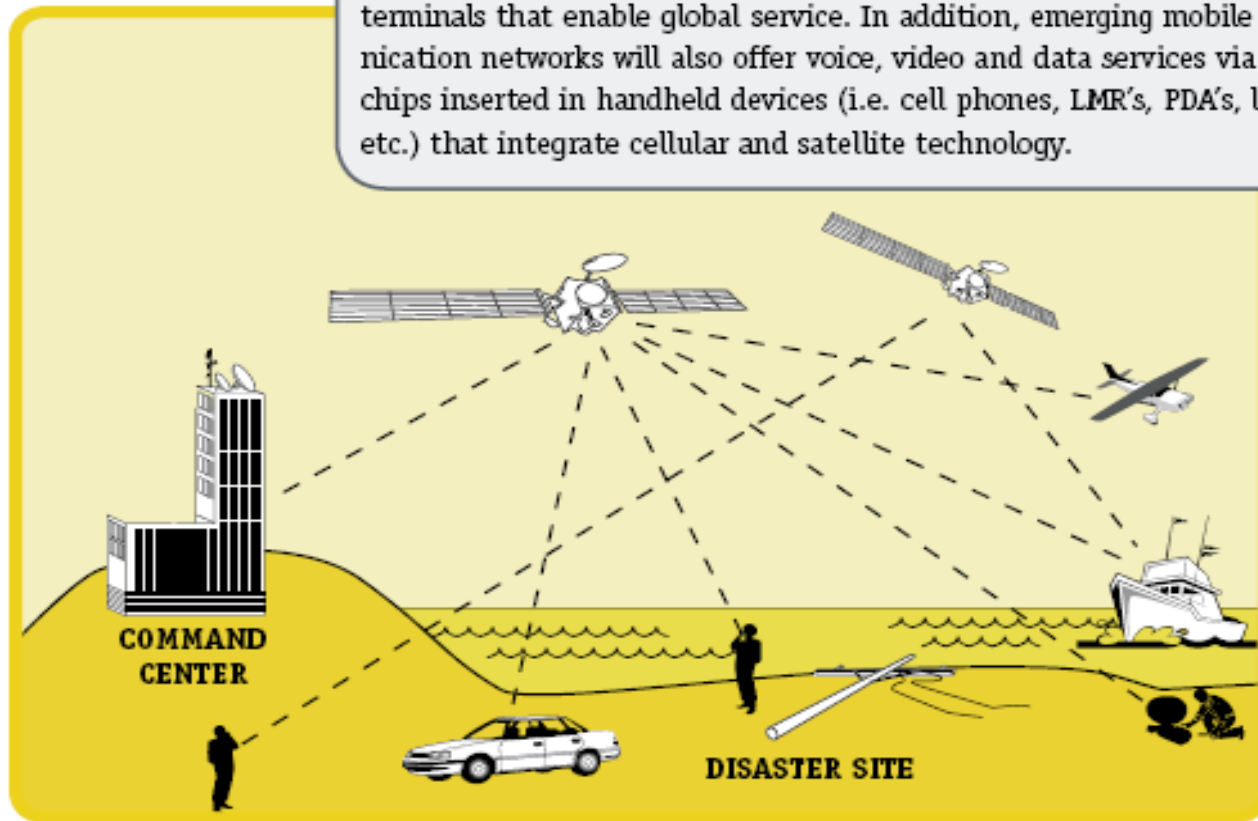 terminals that enable global service. In addition, emerging mobile
nication networks will also offer voice, video and data services via
chips inserted in handheld devices (i.e. cell phones, LMR's, PDA's, l
etc.) that integrate cellular and satellite technology.
COMMAND
CENTER
DISASTER SITE